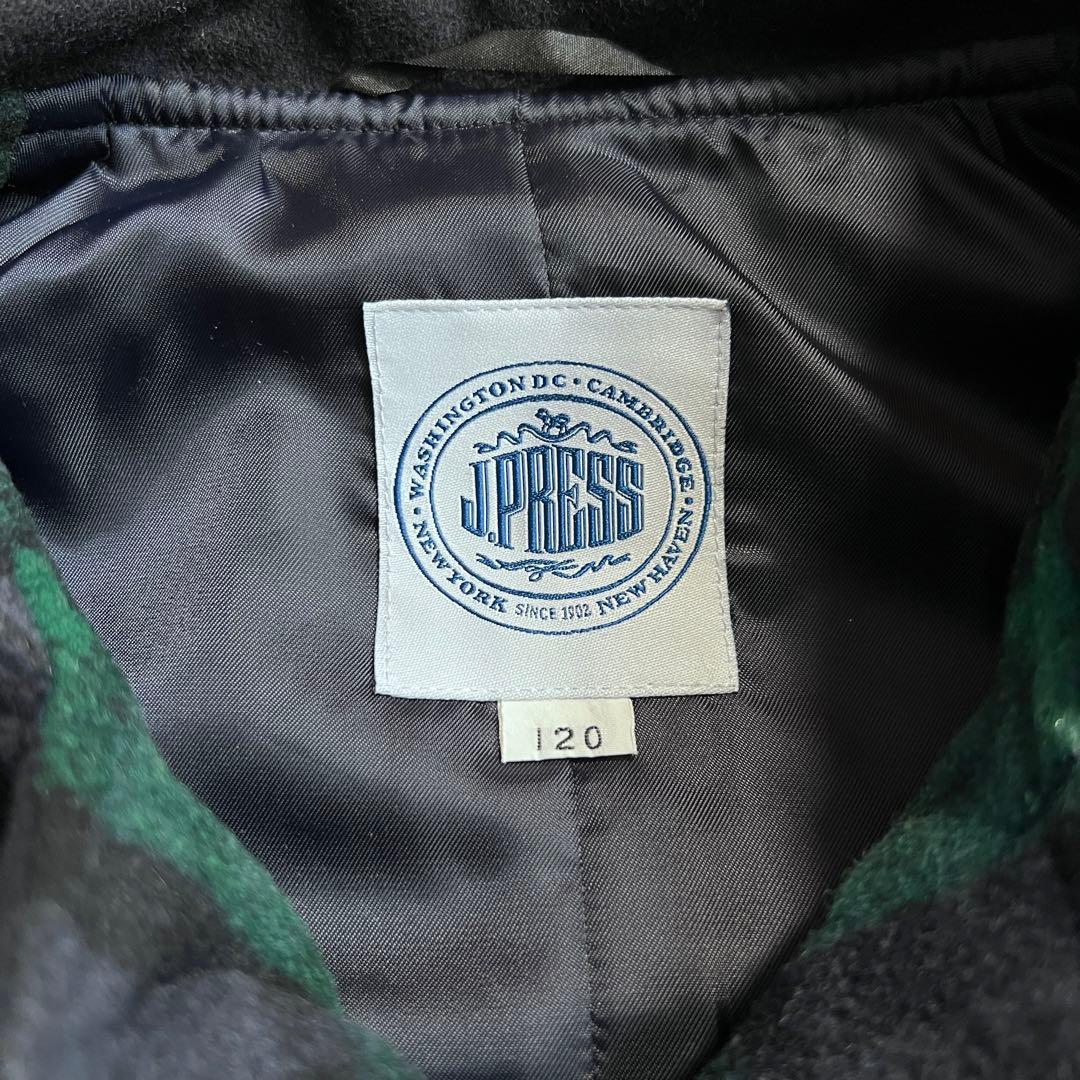 WASHINGTON DC · CAMBRIDGE ·
J.PRESS
· NEW YORK SINCE 1902 NEW HAVEN ·
120